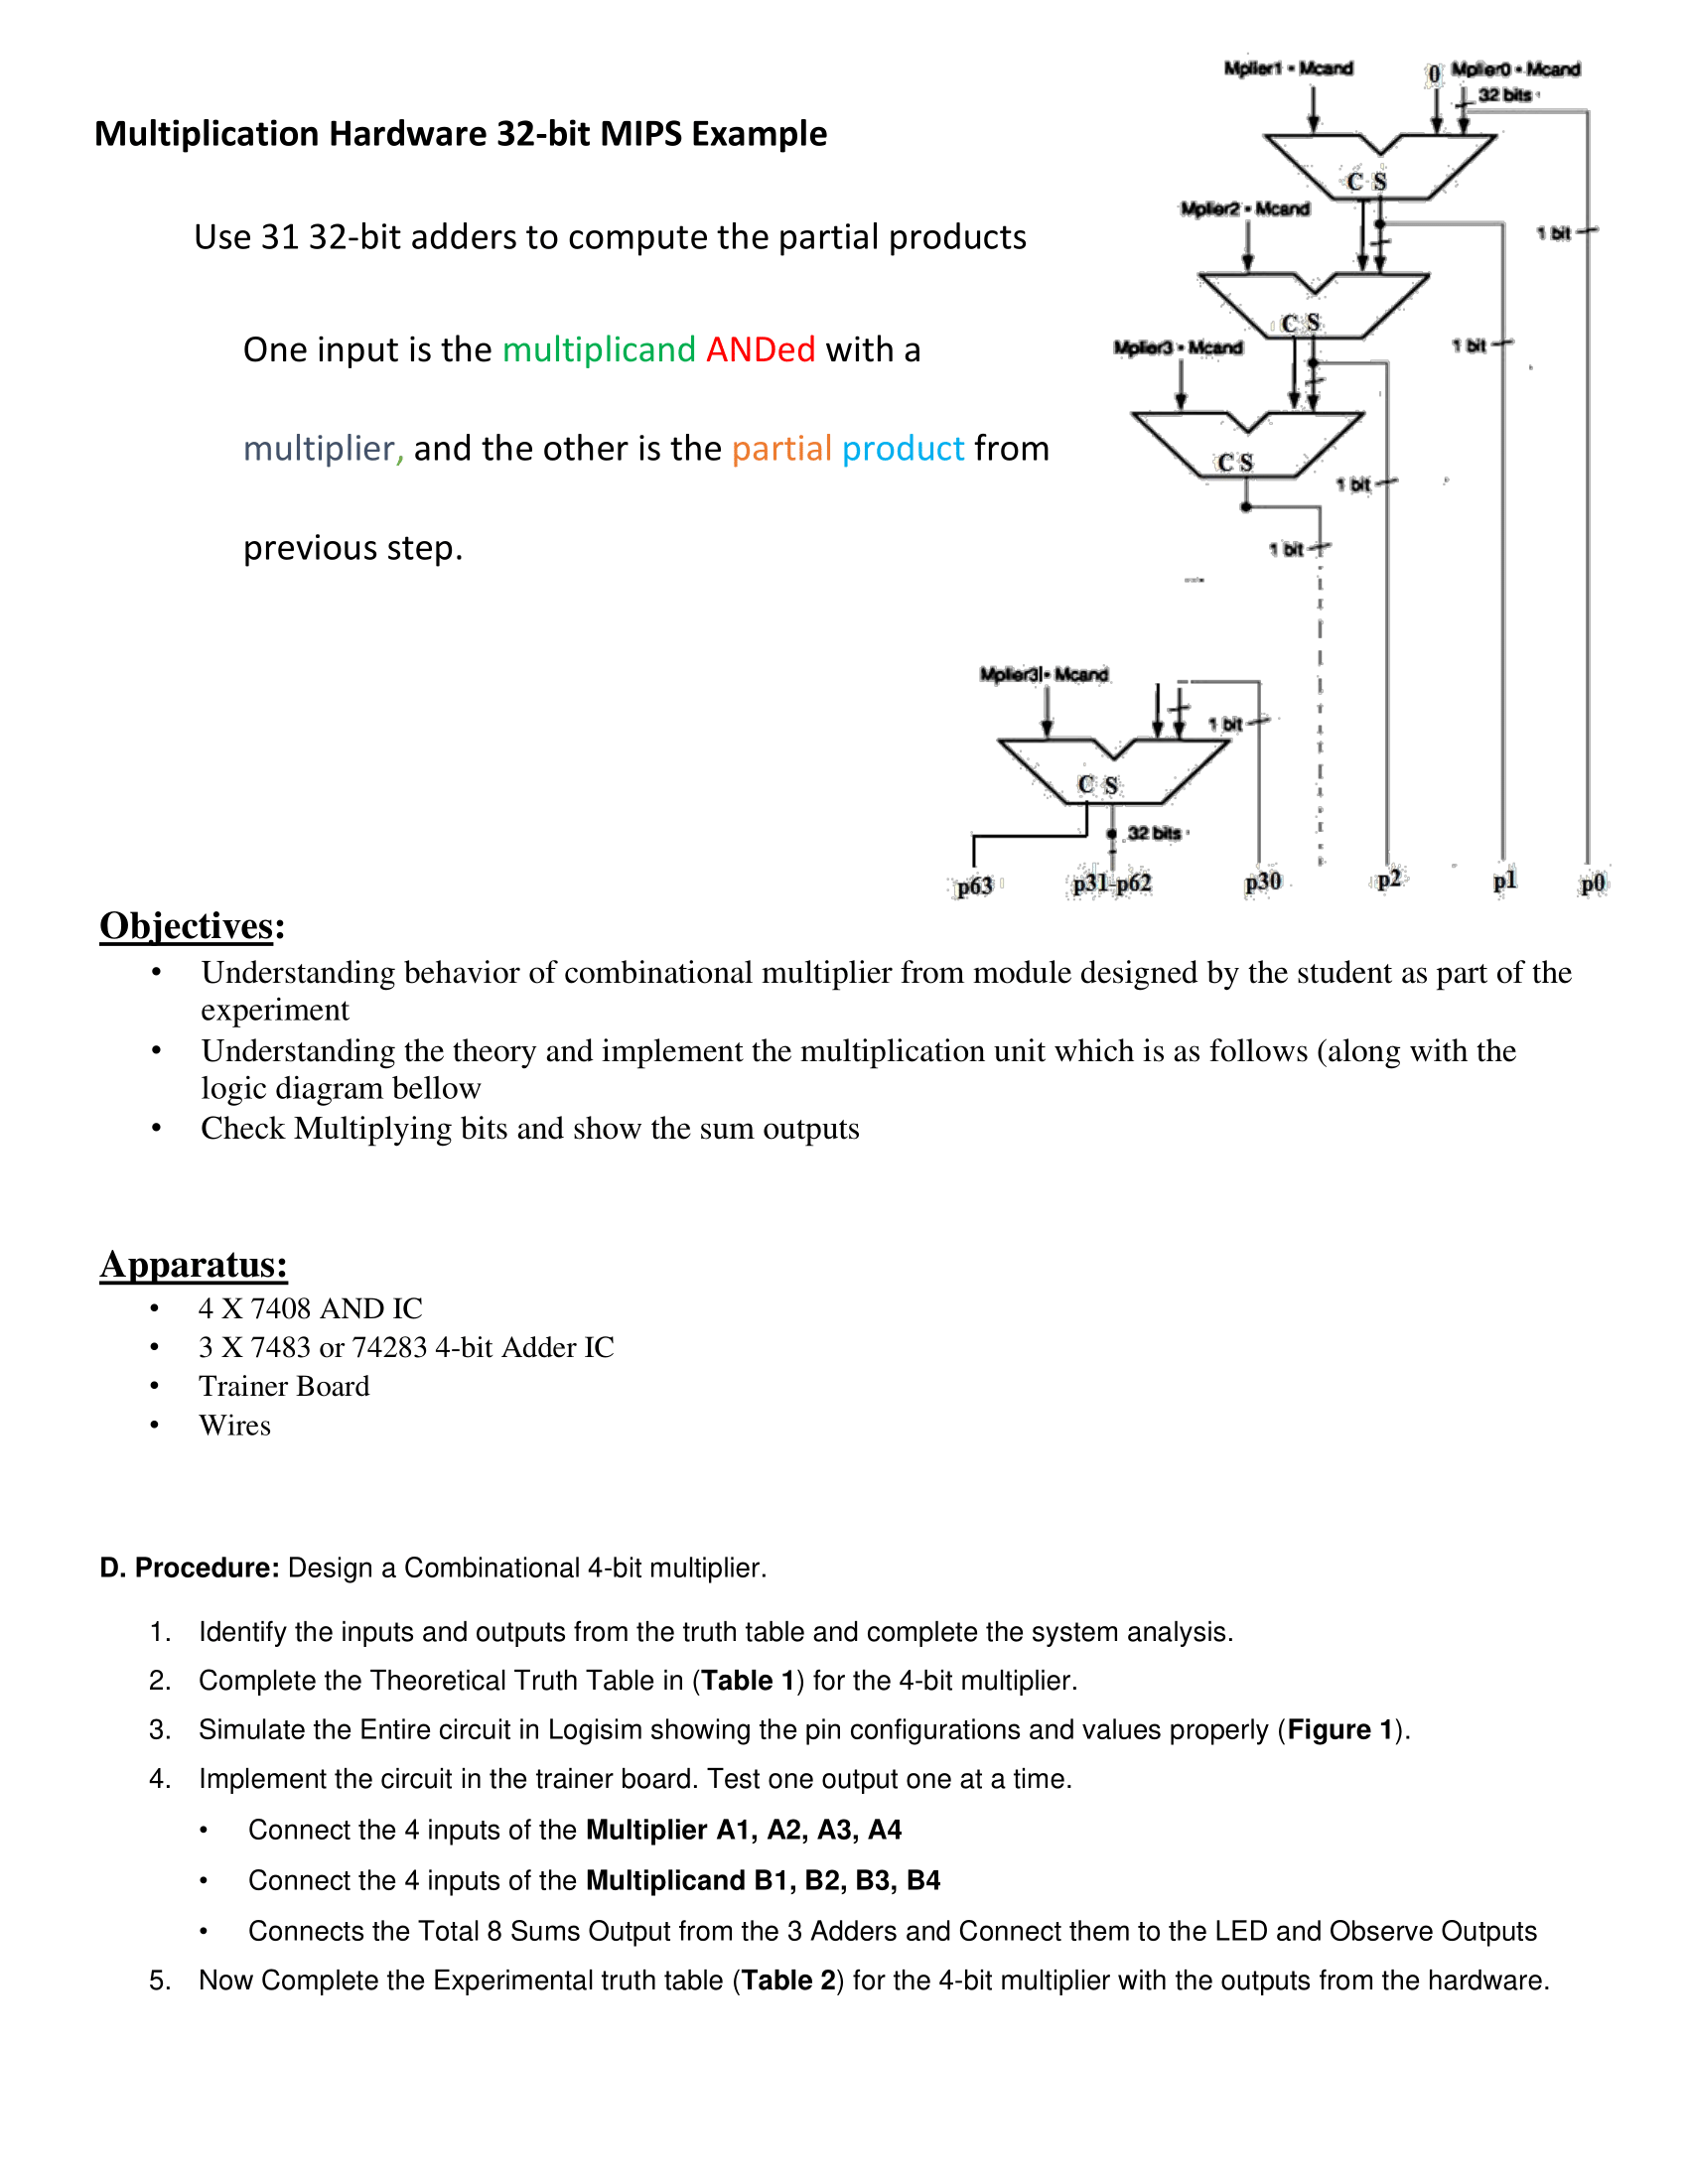 Mplier1 • Mcand
0 Mplier0 • Mcand
32 bits
Multiplication Hardware 32-bit MIPS Example
C S
Mplier2 • Mcand
1 bit
Use 31 32-bit adders to compute the partial products
C S
Mplier3 • Mcand
1 bit
One input is the multiplicand ANDed with a
multiplier, and the other is the partial product from
C S
1 bit
previous step.
1 bit
Mplier31• Mcand
1 bit
C S
32 bits
p63 p31-p62 p30 p2 p1 p0
Objectives:
• Understanding behavior of combinational multiplier from module designed by the student as part of the
experiment
• Understanding the theory and implement the multiplication unit which is as follows (along with the
logic diagram bellow
• Check Multiplying bits and show the sum outputs
Apparatus:
• 4 X 7408 AND IC
• 3 X 7483 or 74283 4-bit Adder IC
• Trainer Board
• Wires
D. Procedure: Design a Combinational 4-bit multiplier.
1. Identify the inputs and outputs from the truth table and complete the system analysis.
2. Complete the Theoretical Truth Table in (Table 1) for the 4-bit multiplier.
3. Simulate the Entire circuit in Logisim showing the pin configurations and values properly (Figure 1).
4. Implement the circuit in the trainer board. Test one output one at a time.
• Connect the 4 inputs of the Multiplier A1, A2, A3, A4
• Connect the 4 inputs of the Multiplicand B1, B2, B3, B4
• Connects the Total 8 Sums Output from the 3 Adders and Connect them to the LED and Observe Outputs
5. Now Complete the Experimental truth table (Table 2) for the 4-bit multiplier with the outputs from the hardware.